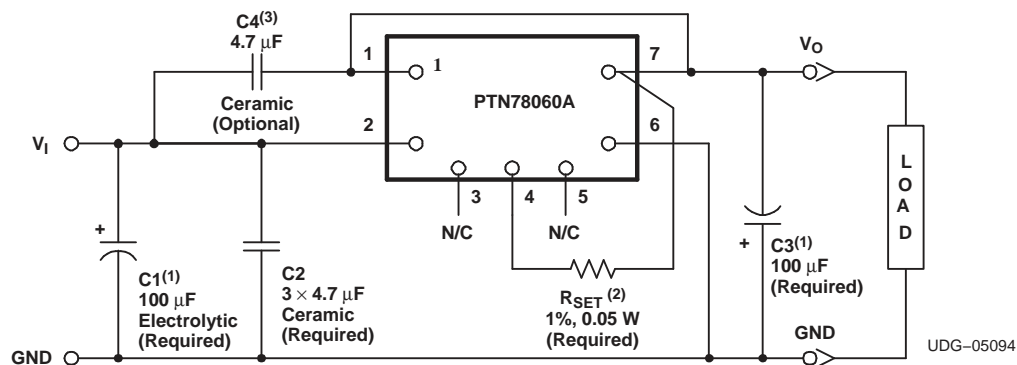 C4(3)
4.7 μF
Ceramic
(Optional)
1
1
PTN78060A
7
VO
2
6
VI
3
4
5
N/C
N/C
L
O
A
D
+
C1(1)
100 μF
Electrolytic
(Required)
C2
3 × 4.7 μF
Ceramic
(Required)
RSET (2)
1%, 0.05 W
(Required)
+
C3(1)
100 μF
(Required)
GND
GND
UDG–05094